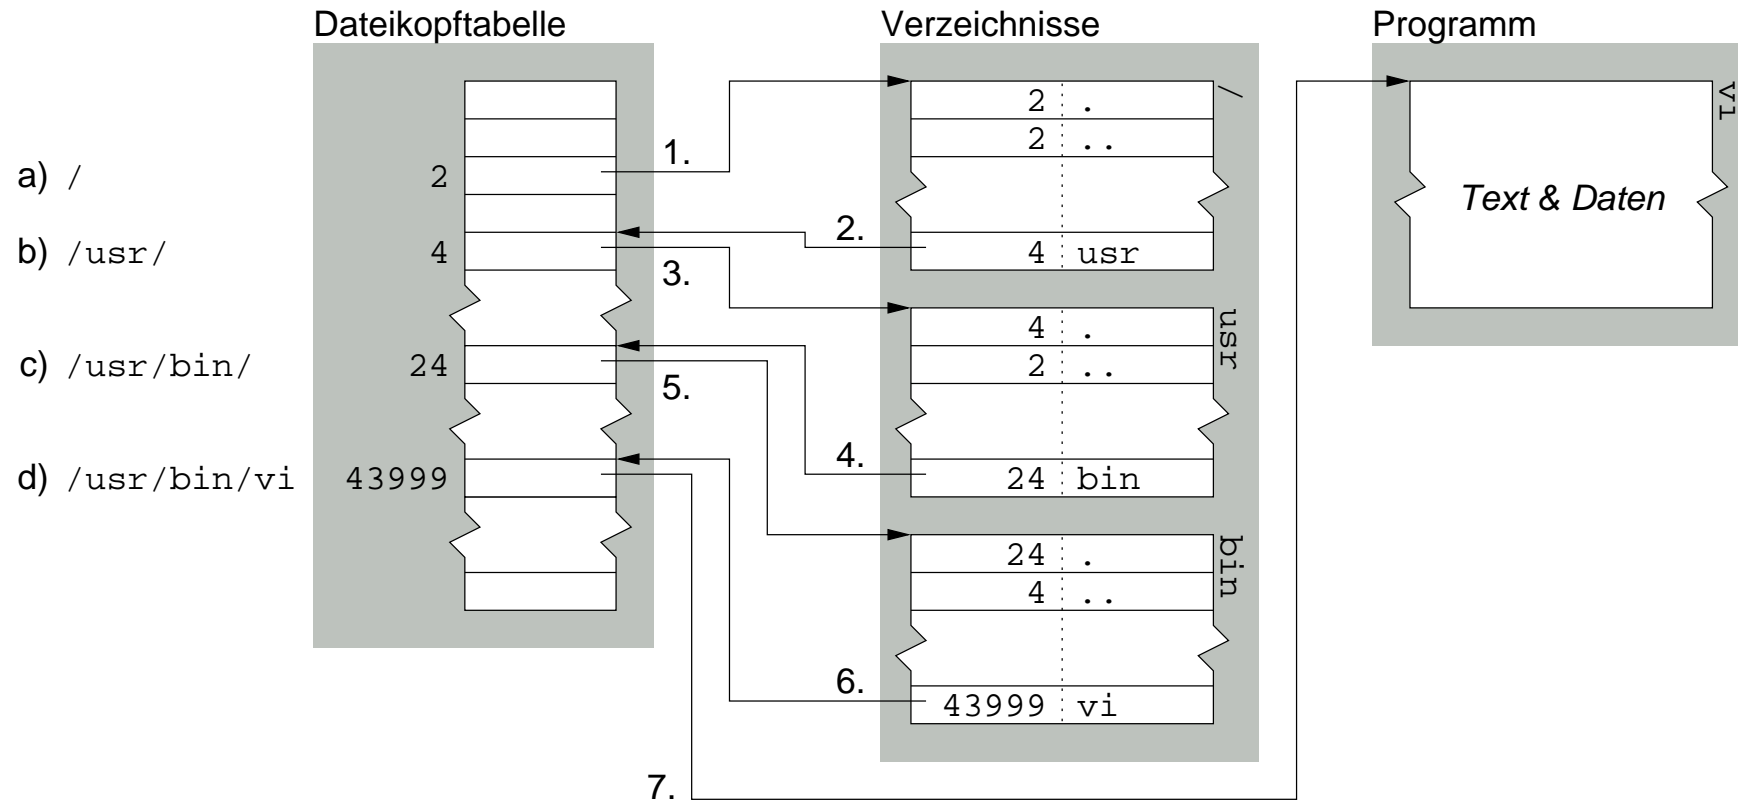 Dateikopftabelle
Verzeichnisse
Programm
a) /
2
b) /usr/
4
c) /usr/bin/
24
d) /usr/bin/vi
43999
1.
2.
3.
4.
5.
6.
7.
/
2 .
2 ..
4 usr
usr
4 .
2 ..
24 bin
bin
24 .
4 ..
43999 vi
vi
Text & Daten